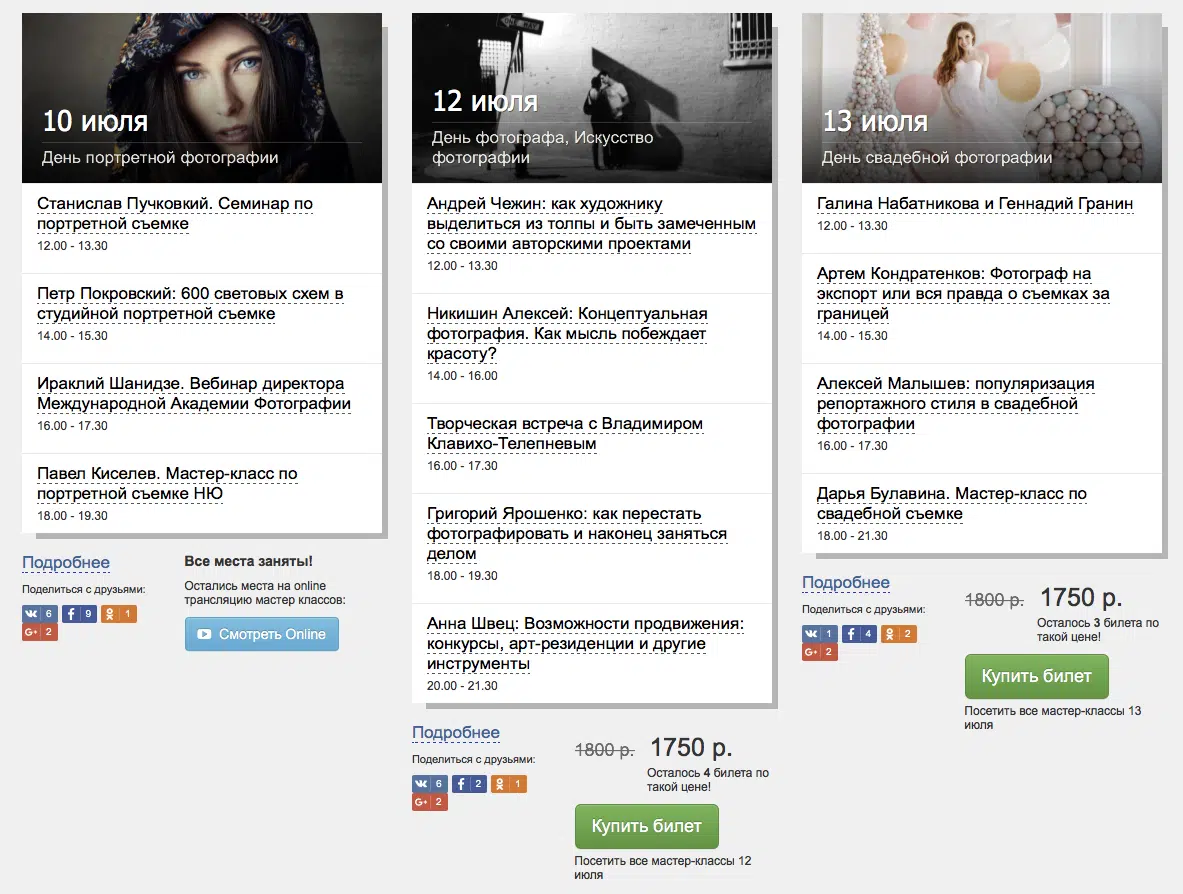 10 июля
День портретной фотографии
Станислав Пучковкий. Семинар по
портретной съемке
12.00 - 13.30
Петр Покровский: 600 световых схем в
студийной портретной съемке
14.00 - 15.30
Ираклий Шанидзе. Вебинар директора
Международной Академии Фотографии
16.00 - 17.30
Павел Киселев. Мастер-класс по
портретной съемке НЮ
18.00 - 19.30
Подробнее
Поделиться с друзьями:
6
9
1
G+ 2
Все места заняты!
Остались места на online
трансляцию мастер классов:
Смотреть Online
12 июля
День фотографа, Искусство
фотографии
Андрей Чежин: как художнику
выделиться из толпы и быть замеченным
со своими авторскими проектами
12.00 - 13.30
Никишин Алексей: Концептуальная
фотография. Как мысль побеждает
красоту?
14.00 - 16.00
Творческая встреча с Владимиром
Клавихо-Телепневым
16.00 - 17.30
Григорий Ярошенко: как перестать
фотографировать и наконец заняться
делом
18.00 - 19.30
Анна Швец: Возможности продвижения:
конкурсы, арт-резиденции и другие
инструменты
20.00 - 21.30
Подробнее
Поделиться с друзьями:
6
2
1
G+ 2
1800 р. 1750 р.
Осталось 4 билета по
такой цене!
Купить билет
Посетить все мастер-классы 12
июля
13 июля
День свадебной фотографии
Галина Набатникова и Геннадий Гранин
12.00 - 13.30
Артем Кондратенков: Фотограф на
экспорт или вся правда о съемках за
границей
14.00 - 15.30
Алексей Малышев: популяризация
репортажного стиля в свадебной
фотографии
16.00 - 17.30
Дарья Булавина. Мастер-класс по
свадебной съемке
18.00 - 21.30
Подробнее
Поделиться с друзьями:
1
4
2
G+ 2
1800 р. 1750 р.
Осталось 3 билета по
такой цене!
Купить билет
Посетить все мастер-классы 13
июля